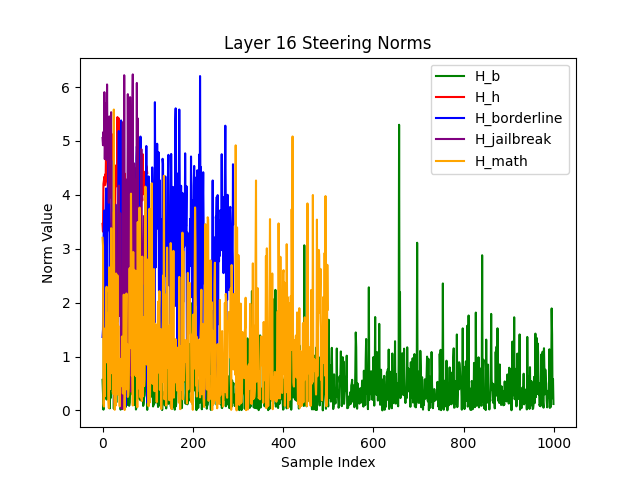 Layer 16 Steering Norms
H_b
H_h
H_borderline
H_jailbreak
H_math
Norm Value
6
5
4
3
2
1
0
0 200 400 600 800 1000
Sample Index